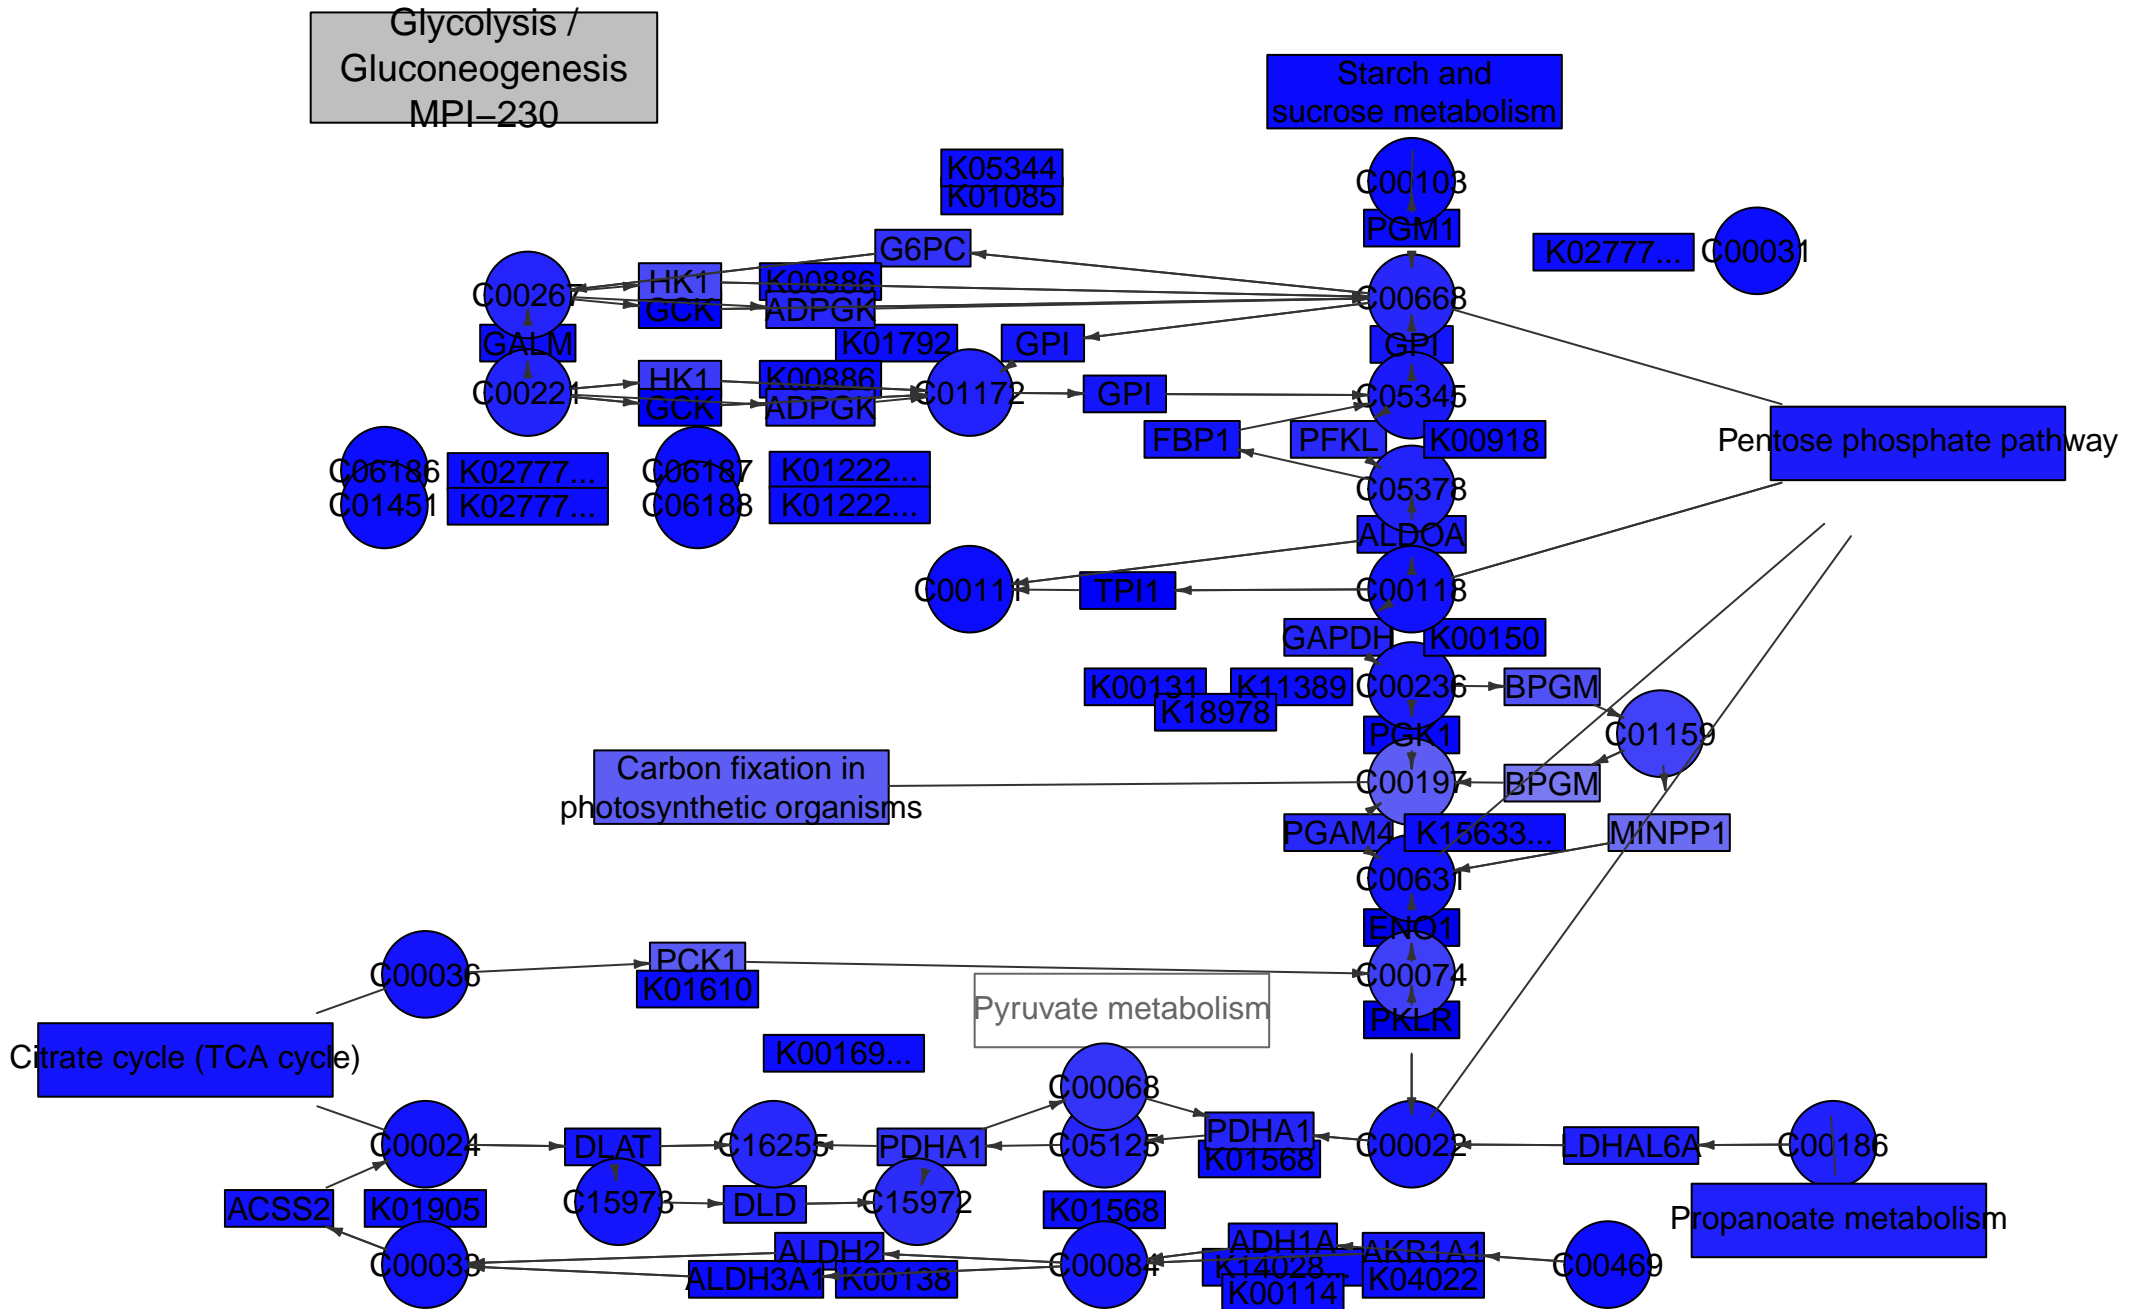 Glycolysis /
Gluconeogenesis
MPI–230
Starch and
sucrose metabolism
K05344
K01085
C00103
PGM1
G6PC
K02777...
C00031
C00267
HK1
K00886
GCK
ADPGK
C00668
GALM
K01792
GPI
GPI
C00221
HK1
K00886
GCK
ADPGK
C01172
GPI
C05345
FBP1
PFKL
K00918
Pentose phosphate pathway
C06186
K02777...
C06187
K01222...
C01451
K02777...
C06188
K01222...
C05378
ALDOA
C00111
TPI1
C00118
GAPDH
K00150
K00131
K11389
K18978
C00236
BPGM
PGK1
C01159
Carbon fixation in
photosynthetic organisms
C00197
BPGM
PGAM4
K15633...
MINPP1
C00631
ENO1
C00036
PCK1
K01610
C00074
Pyruvate metabolism
PKLR
Citrate cycle (TCA cycle)
K00169...
C00068
C00024
DLAT
C16255
PDHA1
C05125
PDHA1
K01568
C00022
LDHAL6A
C00186
ACSS2
K01905
C15973
DLD
C15972
K01568
Propanoate metabolism
C00033
ALDH2
ALDH3A1
K00138
C00084
ADH1A
K14028...
K00114
AKR1A1
K04022
C00469